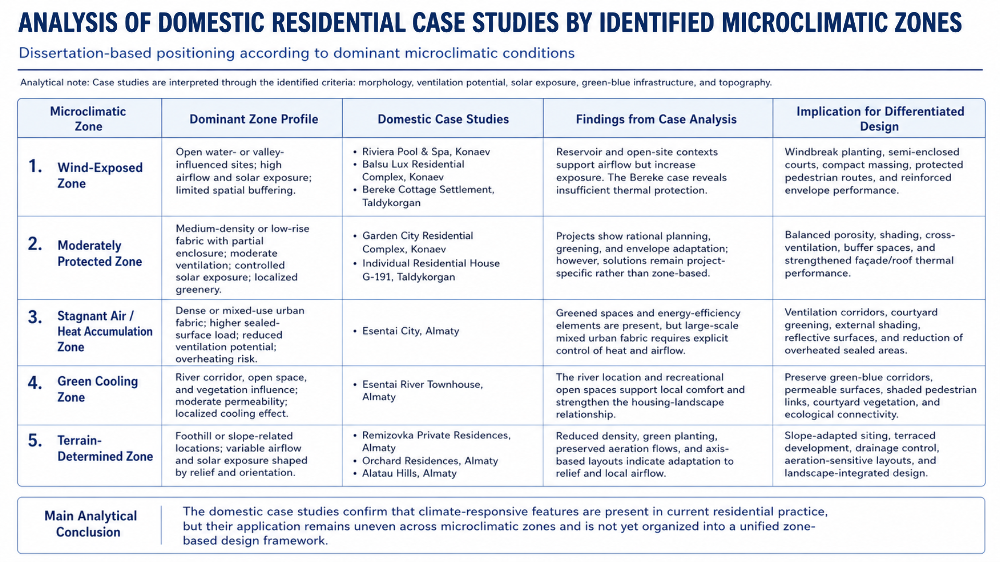 ANALYSIS OF DOMESTIC RESIDENTIAL CASE STUDIES BY IDENTIFIED MICROCLIMATIC ZONES
Dissertation-based positioning according to dominant microclimatic conditions
Analytical note: Case studies are interpreted through the identified criteria: morphology, ventilation potential, solar exposure, green-blue infrastructure, and topography.
Microclimatic
Zone
Dominant Zone Profile
Domestic Case Studies
Findings from Case Analysis
Implication for Differentiated
Design
1. Wind-Exposed
Zone
Open water- or valley-
influenced sites; high
airflow and solar exposure;
limited spatial buffering.
• Riviera Pool & Spa, Konaev
• Balsu Lux Residential
Complex, Konaev
• Bereke Cottage Settlement,
Taldykorgan
Reservoir and open-site contexts
support airflow but increase
exposure. The Bereke case reveals
insufficient thermal protection.
Windbreak planting, semi-enclosed
courts, compact massing, protected
pedestrian routes, and reinforced
envelope performance.
2. Moderately
Protected Zone
Medium-density or low-rise
fabric with partial
enclosure; moderate
ventilation; controlled
solar exposure; localized
greenery.
• Garden City Residential
Complex, Konaev
• Individual Residential House
G-191, Taldykorgan
Projects show rational planning,
greening, and envelope adaptation;
however, solutions remain project-
specific rather than zone-based.
Balanced porosity, shading, cross-
ventilation, buffer spaces, and
strengthened façade/roof thermal
performance.
3. Stagnant Air /
Heat Accumulation
Zone
Dense or mixed-use urban
fabric; higher sealed-
surface load; reduced
ventilation potential;
overheating risk.
• Esentai City, Almaty
Greened spaces and energy-efficiency
elements are present, but large-scale
mixed urban fabric requires explicit
control of heat and airflow.
Ventilation corridors, courtyard
greening, external shading,
reflective surfaces, and reduction of
overheated sealed areas.
4. Green Cooling
Zone
River corridor, open space,
and vegetation influence;
moderate permeability;
localized cooling effect.
• Esentai River Townhouse,
Almaty
The river location and recreational
open spaces support local comfort and
strengthen the housing-landscape
relationship.
Preserve green-blue corridors,
permeable surfaces, shaded pedestrian
links, courtyard vegetation, and
ecological connectivity.
5. Terrain-
Determined Zone
Foothill or slope-related
locations; variable airflow
and solar exposure shaped
by relief and orientation.
• Remizovka Private Residences,
Almaty
• Orchard Residences, Almaty
• Alatau Hills, Almaty
Reduced density, green planting,
preserved aeration flows, and axis-
based layouts indicate adaptation to
relief and local airflow.
Slope-adapted siting, terraced
development, drainage control,
aeration-sensitive layouts, and
landscape-integrated design.
Main Analytical
Conclusion
The domestic case studies confirm that climate-responsive features are present in current residential practice,
but their application remains uneven across microclimatic zones and is not yet organized into a unified zone-
based design framework.